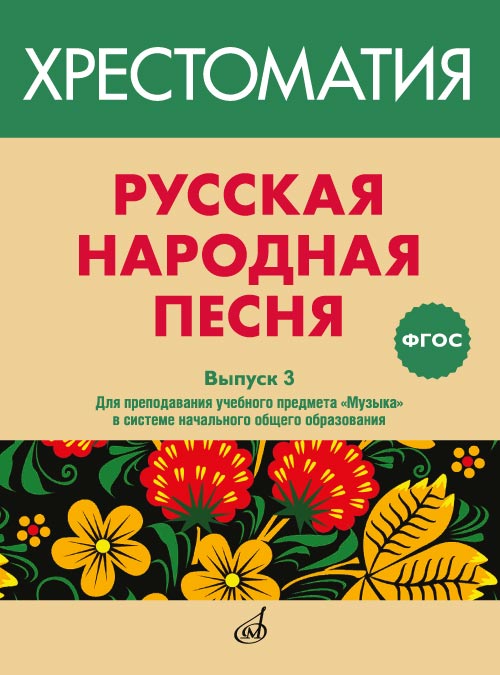 ХРЕСТОМАТИЯ
РУССКАЯ
НАРОДНАЯ
ПЕСНЯ
ФГОС
Выпуск 3
Для преподавания учебного предмета «Музыка»
в системе начального общего образования